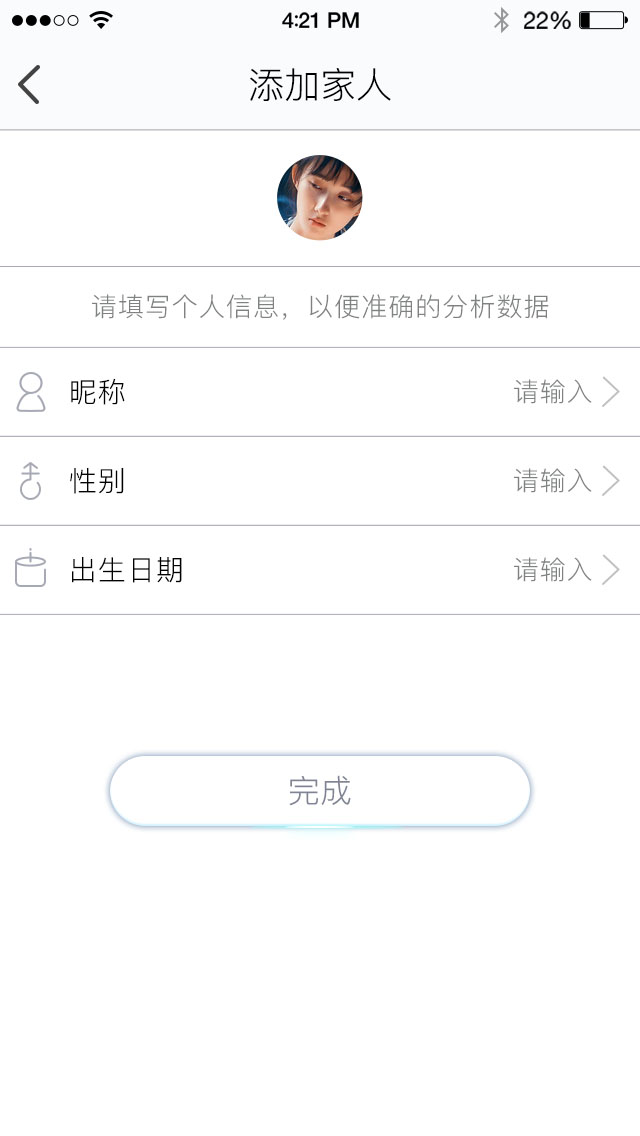 4:21 PM
22%
添加家人
请填写个人信息，以便准确的分析数据
昵称 请输入
性别 请输入
出生日期 请输入
完成